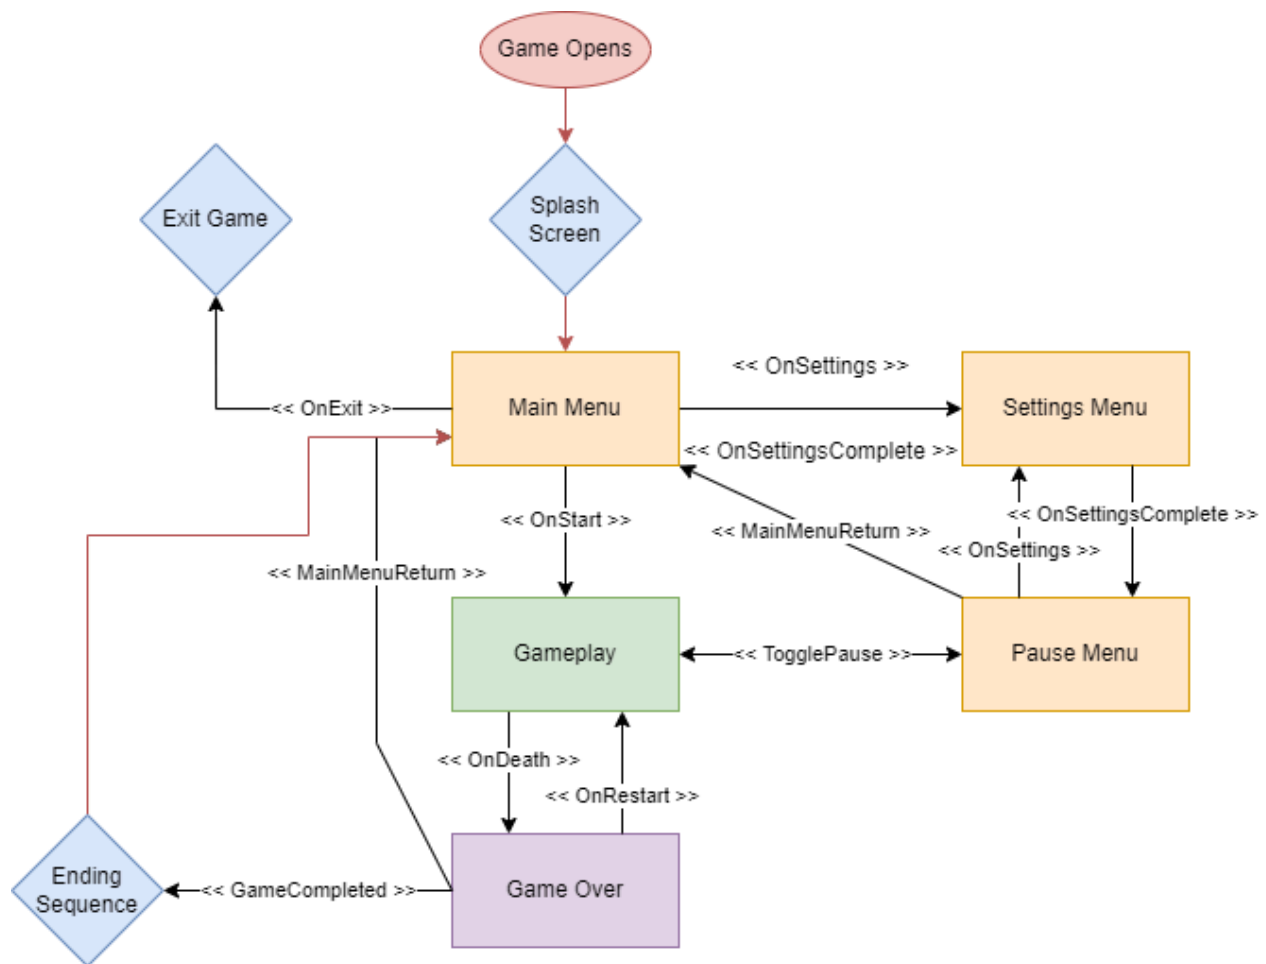 Game Opens
Splash
Screen
Exit Game
<< OnSettings >>
<< OnExit >>
Main Menu
Settings Menu
<< OnSettingsComplete >>
<< OnStart >>
<< MainMenuReturn >>
<< OnSettingsComplete >>
<< OnSettings >>
<< MainMenuReturn >>
Gameplay
<< TogglePause >>
Pause Menu
<< OnDeath >>
<< OnRestart >>
Ending
Sequence
<< GameCompleted >>
Game Over